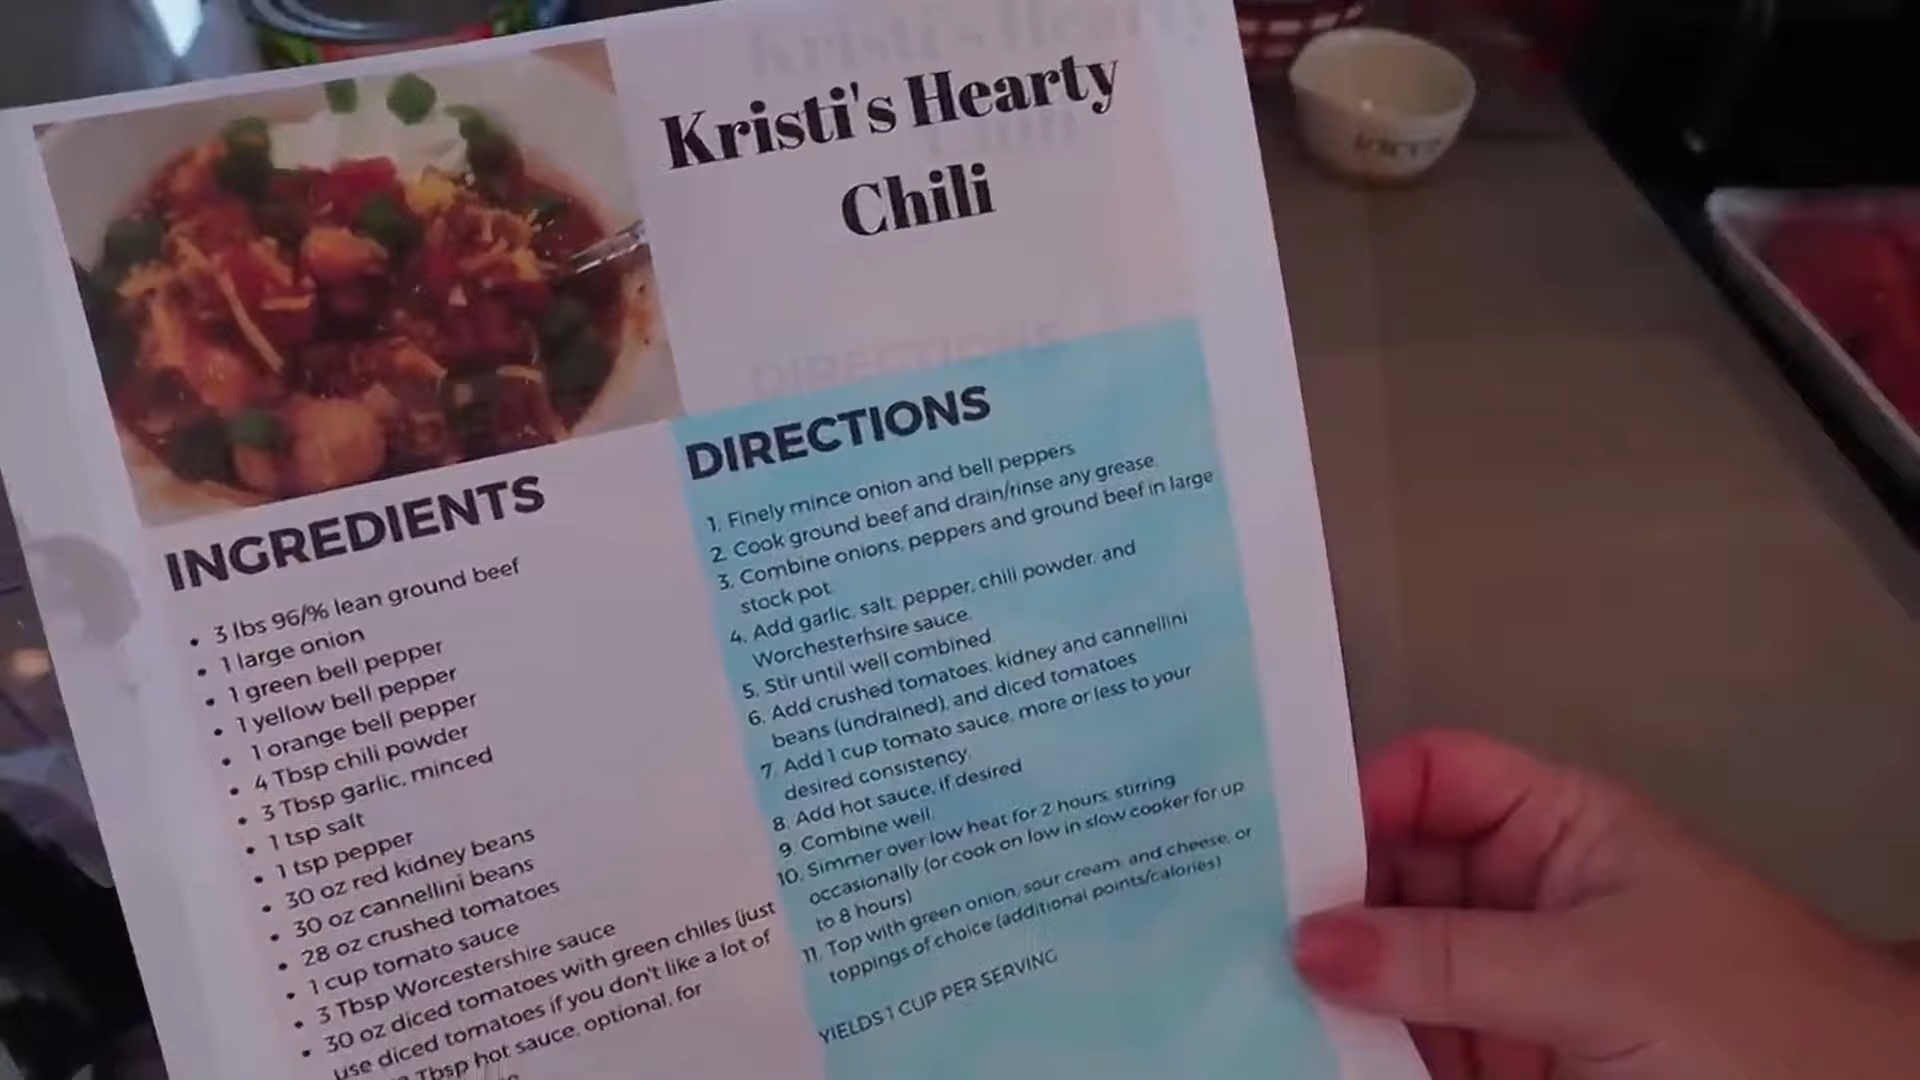 Kristi's Hearty
Chili
INGREDIENTS
• 3 lbs 96/% lean ground beef
• 1 large onion
• 1 green bell pepper
• 1 yellow bell pepper
• 1 orange bell pepper
• 4 Tbsp chili powder
• 3 Tbsp garlic, minced
• 1 tsp salt
• 1 tsp pepper
• 30 oz red kidney beans
• 30 oz cannellini beans
• 28 oz crushed tomatoes
• 1 cup tomato sauce
• 3 Tbsp Worcestershire sauce
• 30 oz diced tomatoes with green chiles (just
use diced tomatoes if you don't like a lot of
Tbsp hot sauce, optional, for
DIRECTIONS
1. Finely mince onion and bell peppers
2. Cook ground beef and drain/rinse any grease.
3. Combine onions, peppers and ground beef in large
stock pot.
4. Add garlic, salt, pepper, chili powder, and
Worchesterhsire sauce.
5. Stir until well combined.
6. Add crushed tomatoes, kidney and cannellini
beans (undrained), and diced tomatoes
7. Add 1 cup tomato sauce, more or less to your
desired consistency.
8. Add hot sauce, if desired
9. Combine well.
10. Simmer over low heat for 2 hours, stirring
occasionally (or cook on low in slow cooker for up
to 8 hours)
11. Top with green onion, sour cream, and cheese, or
toppings of choice (additional points/calories)
YIELDS 1 CUP PER SERVING